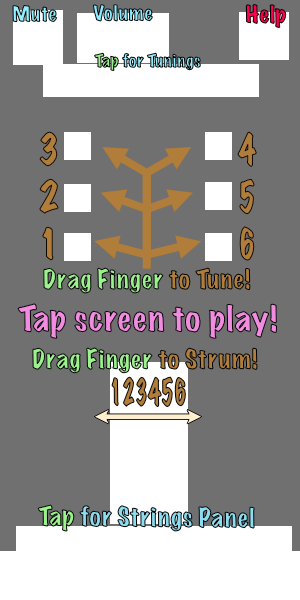 Mute Volume Help
Tap for Tunings
3 4
2 5
1 6
Drag Finger to Tune!
Tap screen to play!
Drag Finger to Strum!
123456
Tap for Strings Panel